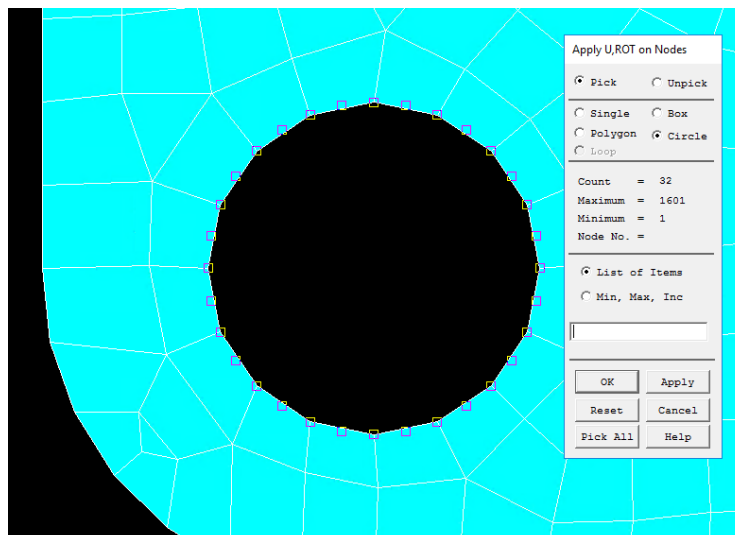 Apply U,ROT on Nodes
Pick Unpick
Single Box
Polygon Circle
Loop
Count = 32
Maximum = 1601
Minimum = 1
Node No. =
List of Items
Min, Max, Inc
OK Apply
Reset Cancel
Pick All Help